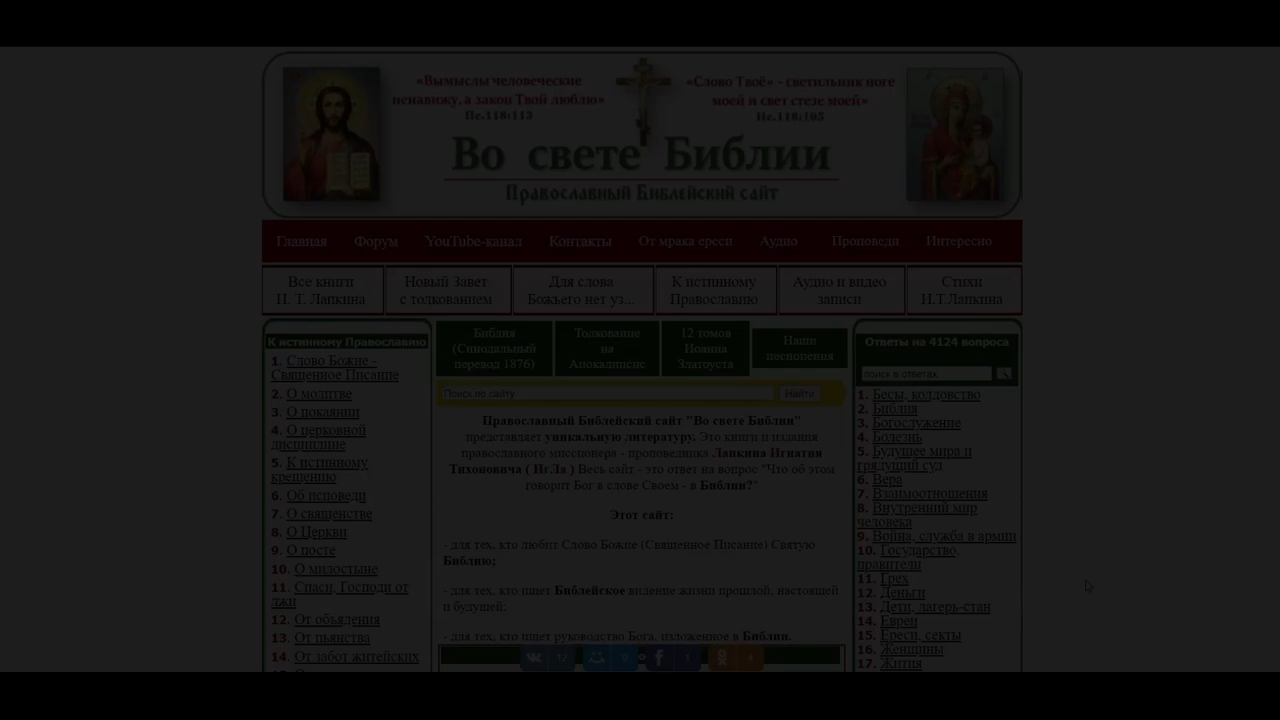 «Вымыслы человеческие
ненавижу, а закон Твой люблю»
Пс.118:113
«Слово Твоё» - светильник ноге
моей и свет стезе моей»
Пс.118:105
Во свете Библии
Православный Библейский сайт
Главная Форум YouTube-канал Контакты От мрака ереси Аудио Проповеди Интересно
Все книги
И. Т. Лапкина
Новый Завет
с толкованием
Для слова
Божьего нет уз...
К истинному
Православию
Аудио и видео
записи
Стихи
И.Т.Лапкина
К истинному Православию
1. Слово Божие -
Священное Писание
2. О молитве
3. О покаянии
4. О церковной
дисциплине
5. К истинному
крещению
6. Об исповеди
7. О священстве
8. О Церкви
9. О посте
10. О милостыне
11. Спаси, Господи от
лжи
12. От объядения
13. От пьянства
14. От забот житейских
Библия
(Синодальный
перевод 1876)
Толкование
на
Апокалипсис
12 томов
Иоанна
Златоуста
Наши
песнопения
Поиск по сайту
Найти
Православный Библейский сайт "Во свете Библии"
представляет уникальную литературу. Это книги и издания
православного миссионера - проповедника Лапкина Игнатия
Тихоновича ( Иг.Ла ) Весь сайт - это ответ на вопрос "Что об этом
говорит Бог в слове Своем - в Библии?"
Этот сайт:
- для тех, кто любит Слово Божие (Священное Писание) Святую
Библию;
- для тех, кто ищет Библейское видение жизни прошлой, настоящей
и будущей;
- для тех, кто ищет руководство Бога, изложенное в Библии.
17 0 1 4
Ответы на 4124 вопроса
поиск в ответах
1. Бесы, колдовство
2. Библия
3. Богослужение
4. Болезнь
5. Будущее мира и
грядущий суд
6. Вера
7. Взаимоотношения
8. Внутренний мир
человека
9. Война, служба в армии
10. Государство,
правители
11. Грех
12. Деньги
13. Дети, лагерь-стан
14. Евреи
15. Ереси, секты
16. Женщины
17. Жития